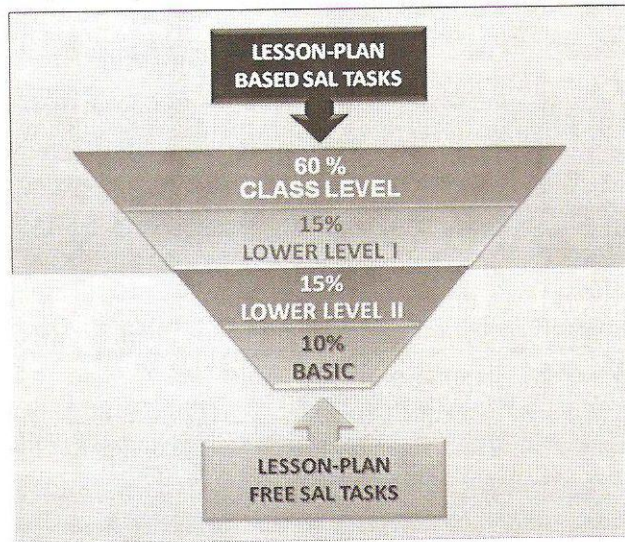 LESSON-PLAN
BASED SAL TASKS
60 %
CLASS LEVEL
15%
LOWER LEVEL I
15%
LOWER LEVEL II
10%
BASIC
LESSON-PLAN
FREE SAL TASKS